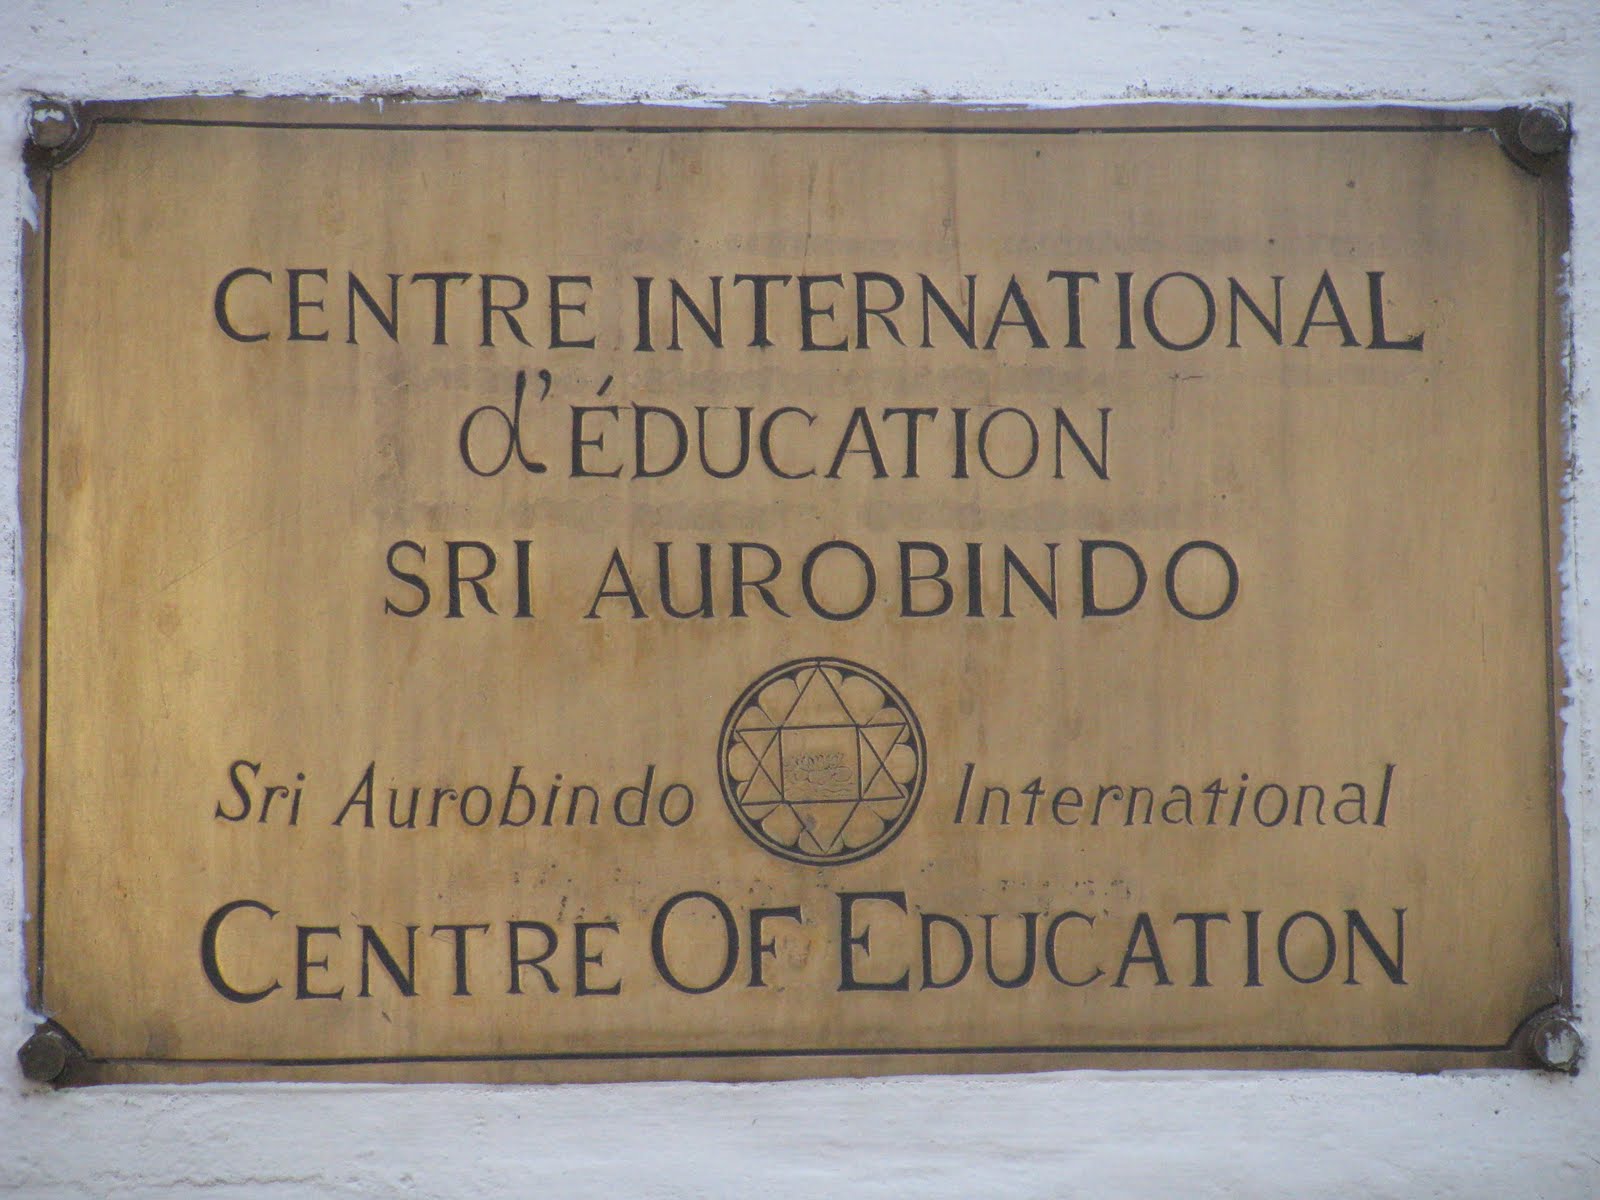 CENTRE INTERNATIONAL
d'ÉDUCATION
SRI AUROBINDO
Sri Aurobindo International
CENTRE OF EDUCATION